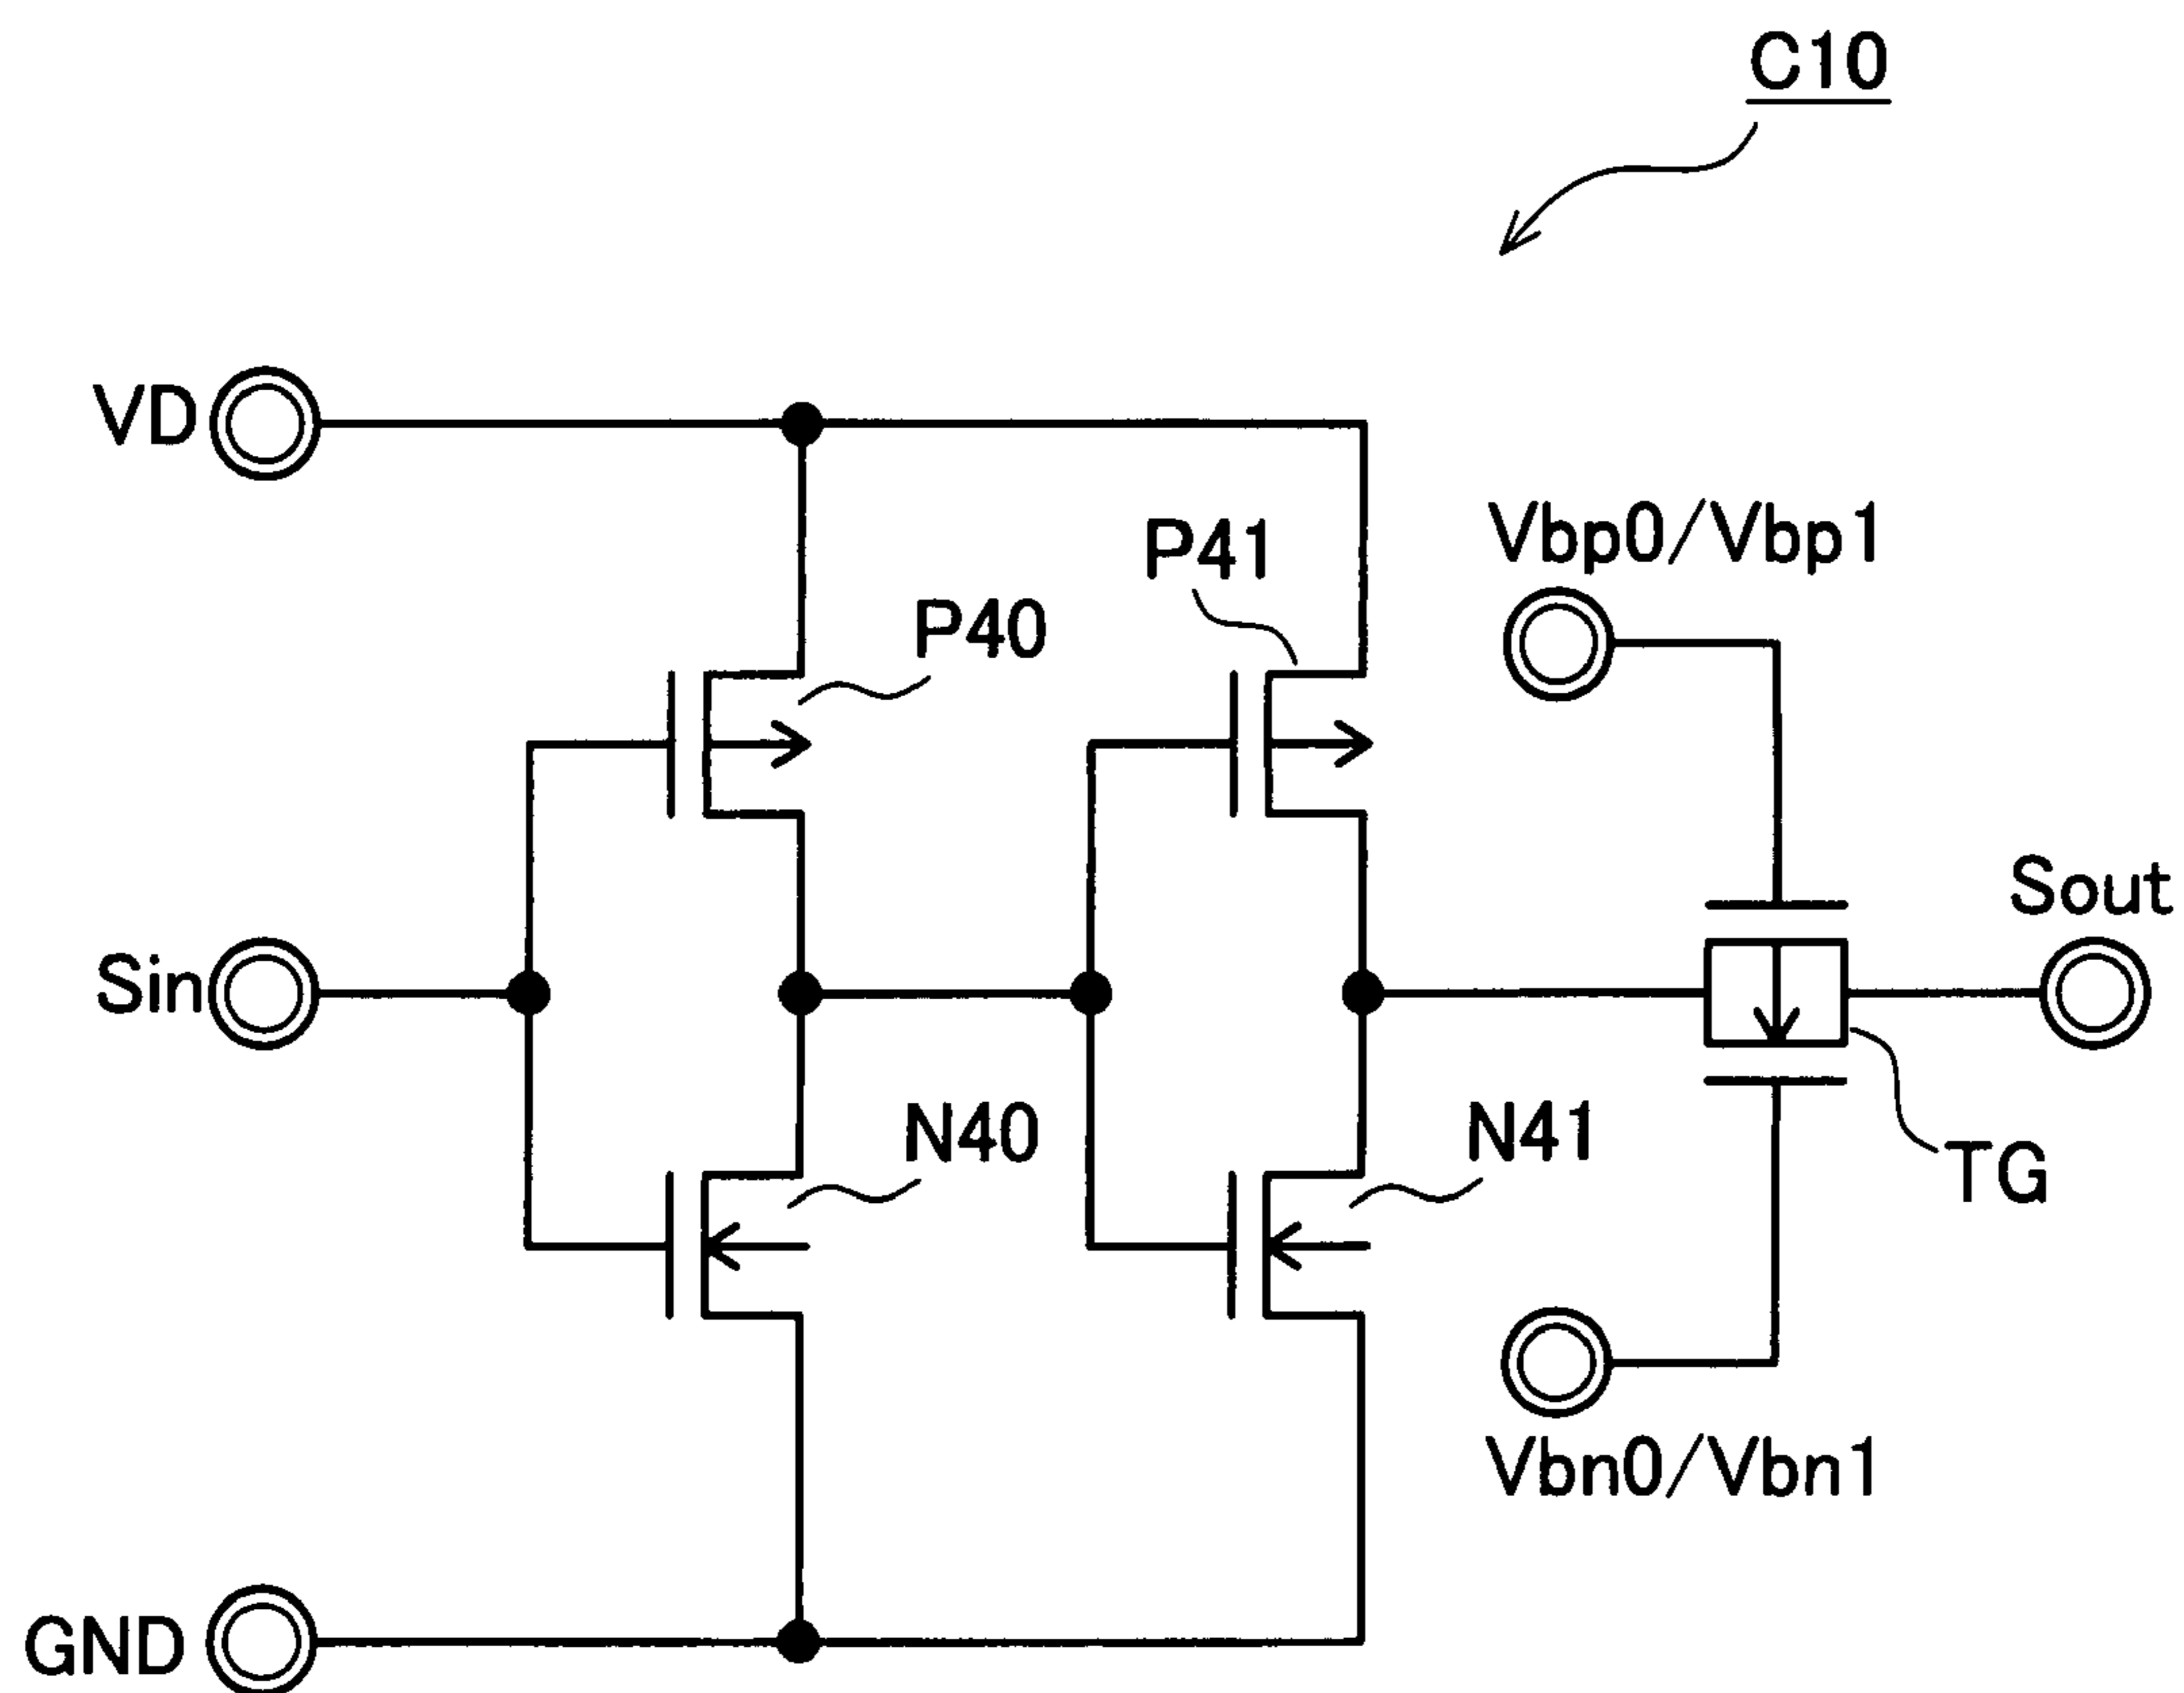 C10
VD
P41
Vbp0/Vbp1
P40
Sout
Sin
N40
N41
TG
Vbn0/Vbn1
GND